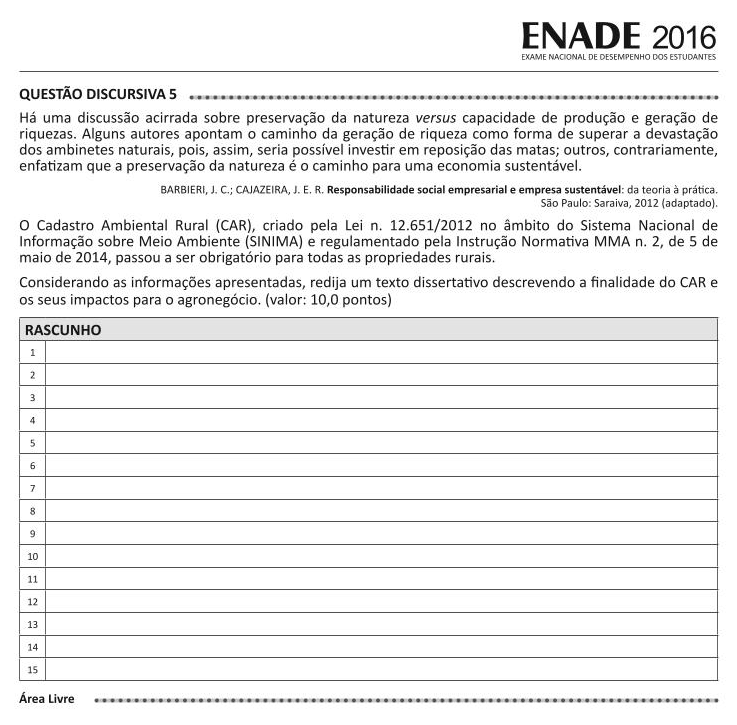 ENADE 2016
EXAME NACIONAL DE DESEMPENHO DOS ESTUDANTES
QUESTÃO DISCURSIVA 5
Há uma discussão acirrada sobre preservação da natureza versus capacidade de produção e geração de
riquezas. Alguns autores apontam o caminho da geração de riqueza como forma de superar a devastação
dos ambinetes naturais, pois, assim, seria possível investir em reposição das matas; outros, contrariamente,
enfatizam que a preservação da natureza é o caminho para uma economia sustentável.
BARBIERI, J. C.; CAJAZEIRA, J. E. R. Responsabilidade social empresarial e empresa sustentável: da teoria à prática.
São Paulo: Saraiva, 2012 (adaptado).
O Cadastro Ambiental Rural (CAR), criado pela Lei n. 12.651/2012 no âmbito do Sistema Nacional de
Informação sobre Meio Ambiente (SINIMA) e regulamentado pela Instrução Normativa MMA n. 2, de 5 de
maio de 2014, passou a ser obrigatório para todas as propriedades rurais.
Considerando as informações apresentadas, redija um texto dissertativo descrevendo a finalidade do CAR e
os seus impactos para o agronegócio. (valor: 10,0 pontos)
RASCUNHO
1
2
3
4
5
6
7
8
9
10
11
12
13
14
15
Área Livre